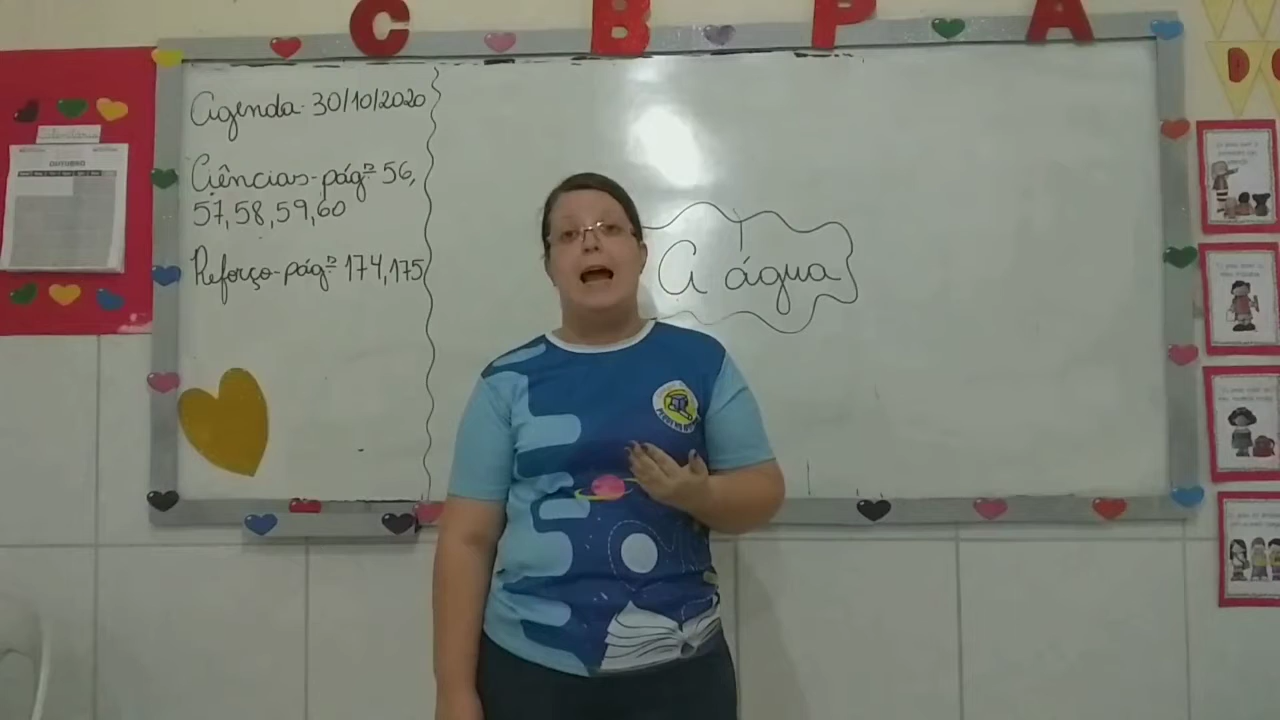 C B P A
Agenda - 30/10/2020
Ciências - págº 56,
57, 58, 59, 60
Reforço - págº 174, 175
A água
OUTUBRO